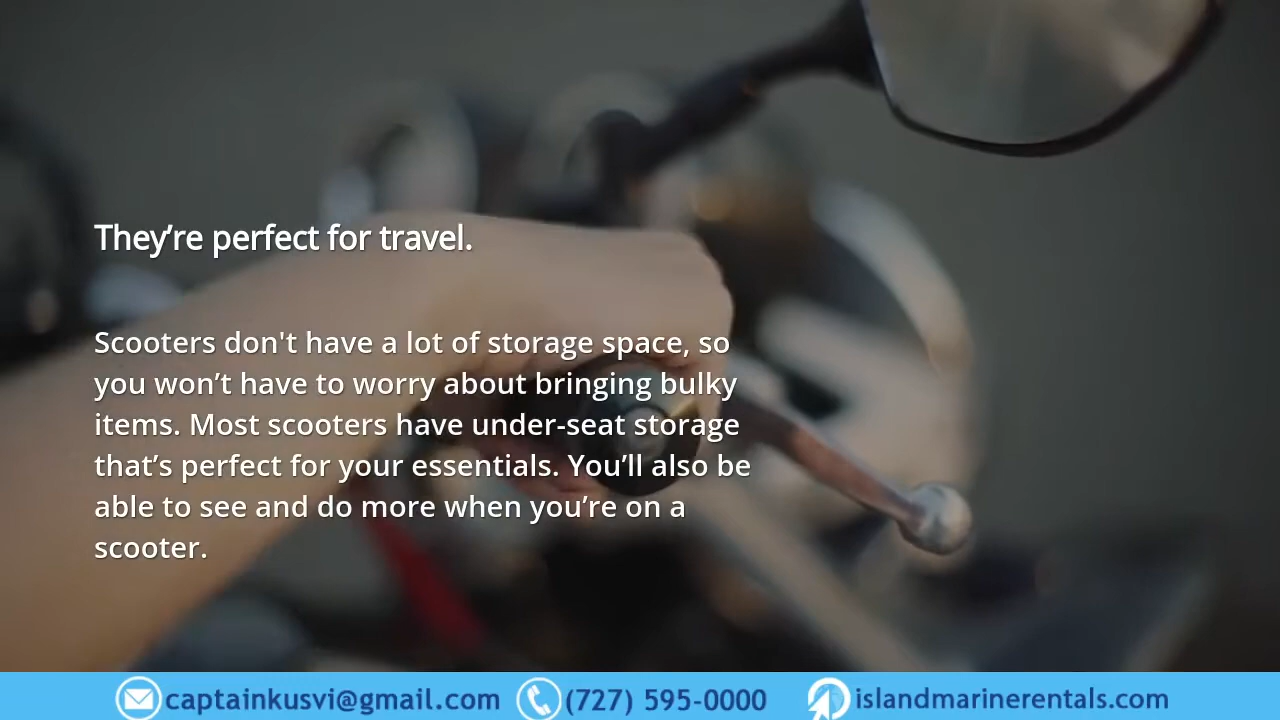 They’re perfect for travel.
Scooters don't have a lot of storage space, so
you won’t have to worry about bringing bulky
items. Most scooters have under-seat storage
that’s perfect for your essentials. You’ll also be
able to see and do more when you’re on a
scooter.
captainkusvi@gmail.com (727) 595-0000 islandmarinerentals.com